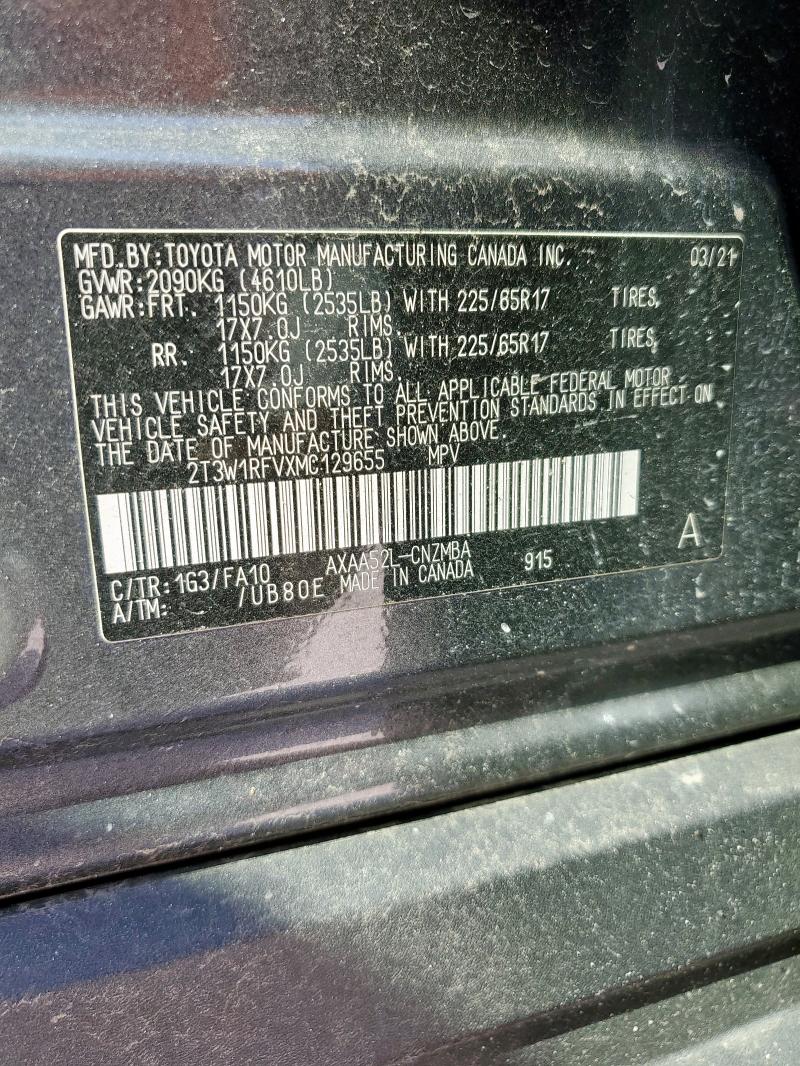 MFD.BY:TOYOTA MOTOR MANUFACTURING CANADA INC. 03/21
GVWR:2090KG (4610LB)
GAWR:FRT. 1150KG (2535LB) WITH 225/65R17 TIRES,
17X7.0J RIMS,
RR. 1150KG (2535LB) WITH 225/65R17 TIRES,
17X7.0J RIMS
THIS VEHICLE CONFORMS TO ALL APPLICABLE FEDERAL MOTOR
VEHICLE SAFETY AND THEFT PREVENTION STANDARDS IN EFFECT ON
THE DATE OF MANUFACTURE SHOWN ABOVE.
2T3W1RFVXMC129655 MPV
A
C/TR:1G3/FA10 AXAA52L-CNZMBA 915
A/TM: /UB80E MADE IN CANADA